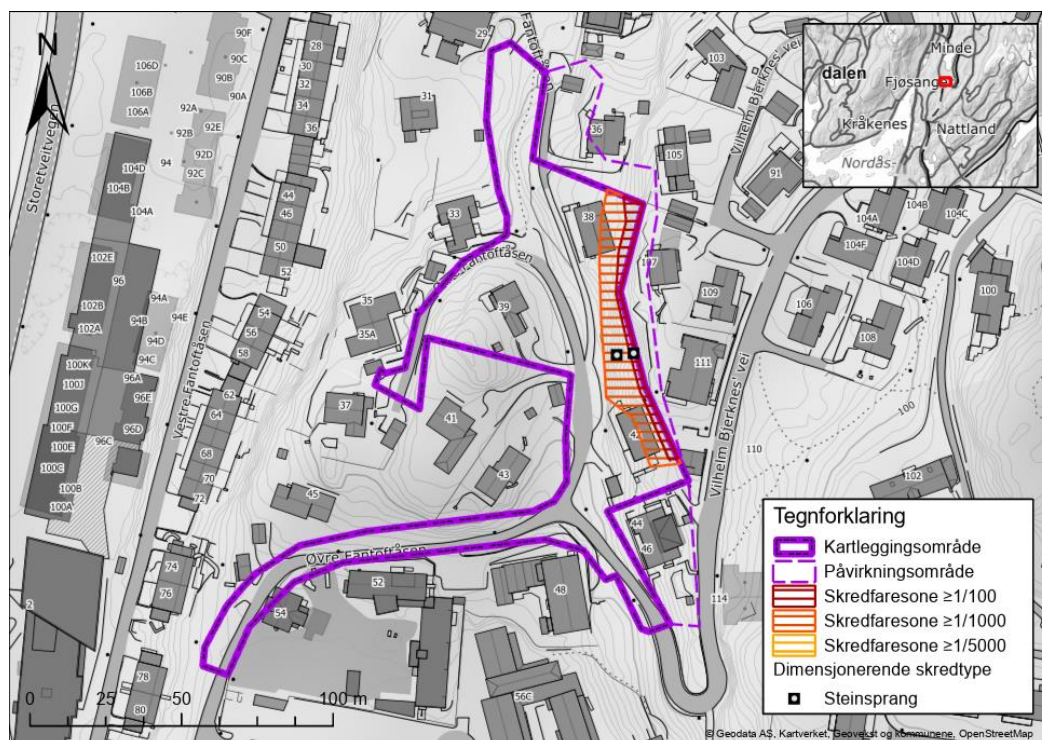 N
Storetveitvegen
106D
106B
106A
90F
90C
90B
90A
92A
92B
92E
92D
92C
94
104D
104B
104A
102E
96
102B
102A
94A
94B
94E
94D
94C
100K
100J
96A
96E
100G
100F
96D
100E
96C
100C
100B
100A
2
28
30
32
34
36
44
46
50
52
54
56
58
62
64
68
70
72
74
76
78
80
Vestre Fantoftåsen
29
31
33
35
35A
37
39
41
43
45
Fantoftåsen
Fantoftåsen
Øvre Fantoftåsen
52
54
48
56C
36
38
42
44
46
103
105
91
109
111
114
110
100
106
108
104A
104B
104C
104F
104D
100
102
Vilhelm Bjerknes' vei
Vilhelm Bjerknes' vei
Minde
dalen
Fjøsanger
Kråkenes
Nattland
Nordås-
Tegnforklaring
Kartleggingsområde
Påvirkningsområde
Skredfaresone ≥1/100
Skredfaresone ≥1/1000
Skredfaresone ≥1/5000
Dimensjonerende skredtype
Steinsprang
0 25 50 100 m
© Geodata AS, Kartverket, Geovekst og kommunene, OpenStreetMap